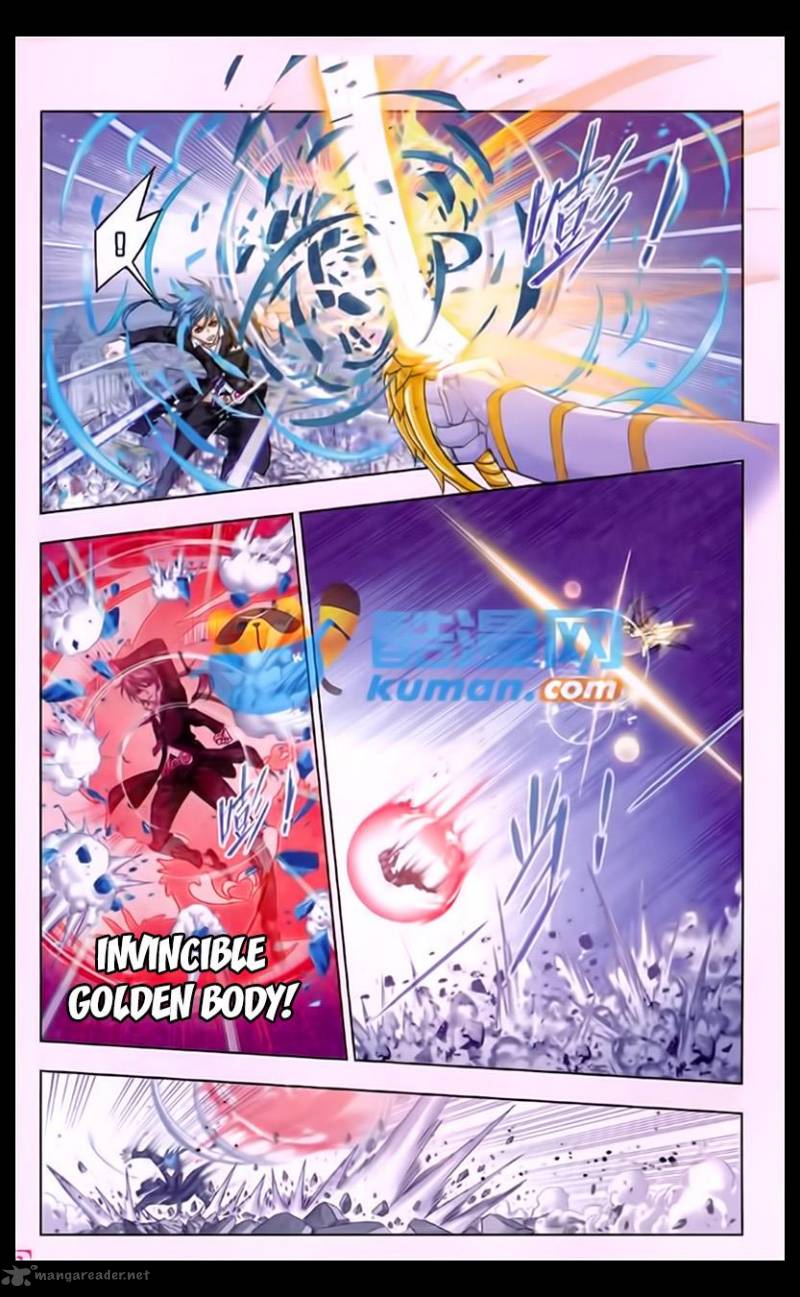 !
嘭!
P
酷漫网
kuman.com
嘭!
INVINCIBLE
GOLDEN BODY!
mangareader.net